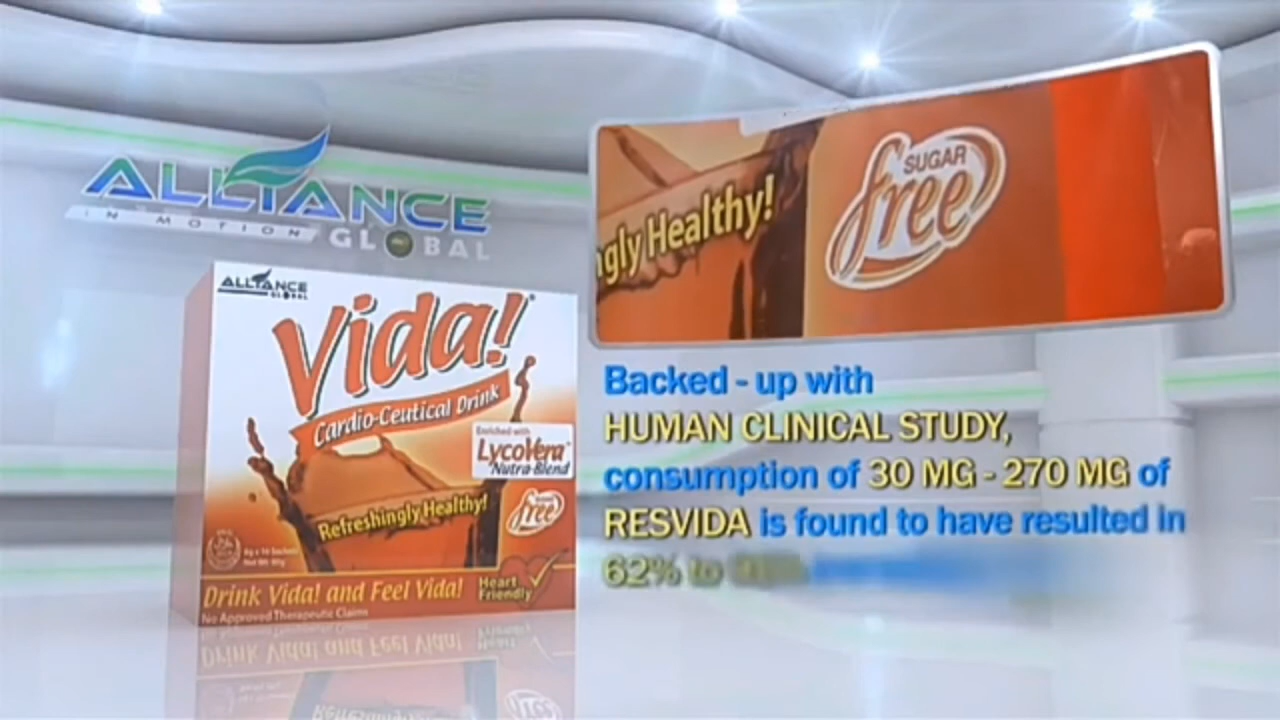 ALLIANCE
IN MOTION
GLOBAL
ALLIANCE
GLOBAL
Vida!
Cardio-Ceutical Drink
Enriched with
LycoVera™
Nutra-Blend
Refreshingly Healthy!
Sugar
free
Drink Vida! and Feel Vida!
Heart
Friendly
No Approved Therapeutic Claims
ngly Healthy!
SUGAR
free
Backed - up with
HUMAN CLINICAL STUDY,
consumption of 30 MG - 270 MG of
RESVIDA is found to have resulted in
62% to